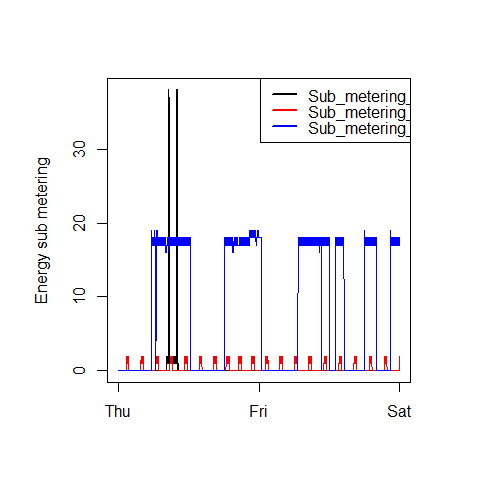 Sub_metering_
Sub_metering_
Sub_metering_
Energy sub metering
30
20
10
0
Thu
Fri
Sat